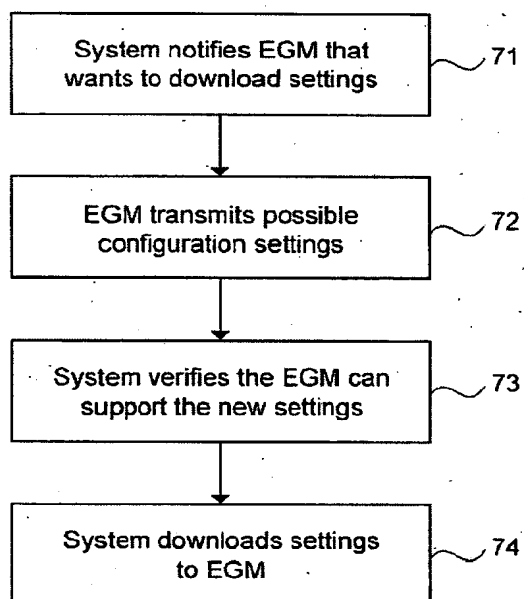 System notifies EGM that
wants to download settings
71
EGM transmits possible
configuration settings
72
System verifies the EGM can
support the new settings
73
System downloads settings
to EGM
74